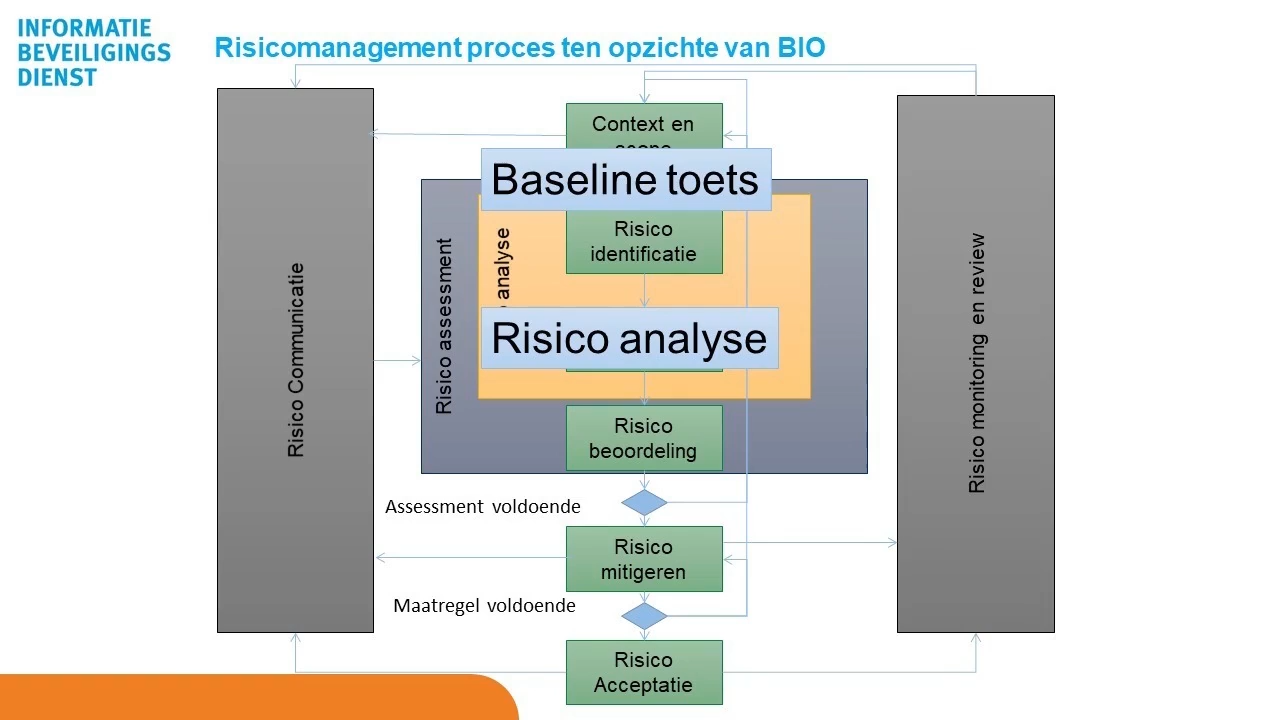 INFORMATIE
BEVEILIGINGS
DIENST
Risicomanagement proces ten opzichte van BIO
Context en
Baseline toets
Risico
identificatie
analyse
Risico analyse
Risico assessment
Risico
beoordeling
Risico Communicatie
Risico monitoring en review
Assessment voldoende
Risico
mitigeren
Maatregel voldoende
Risico
Acceptatie